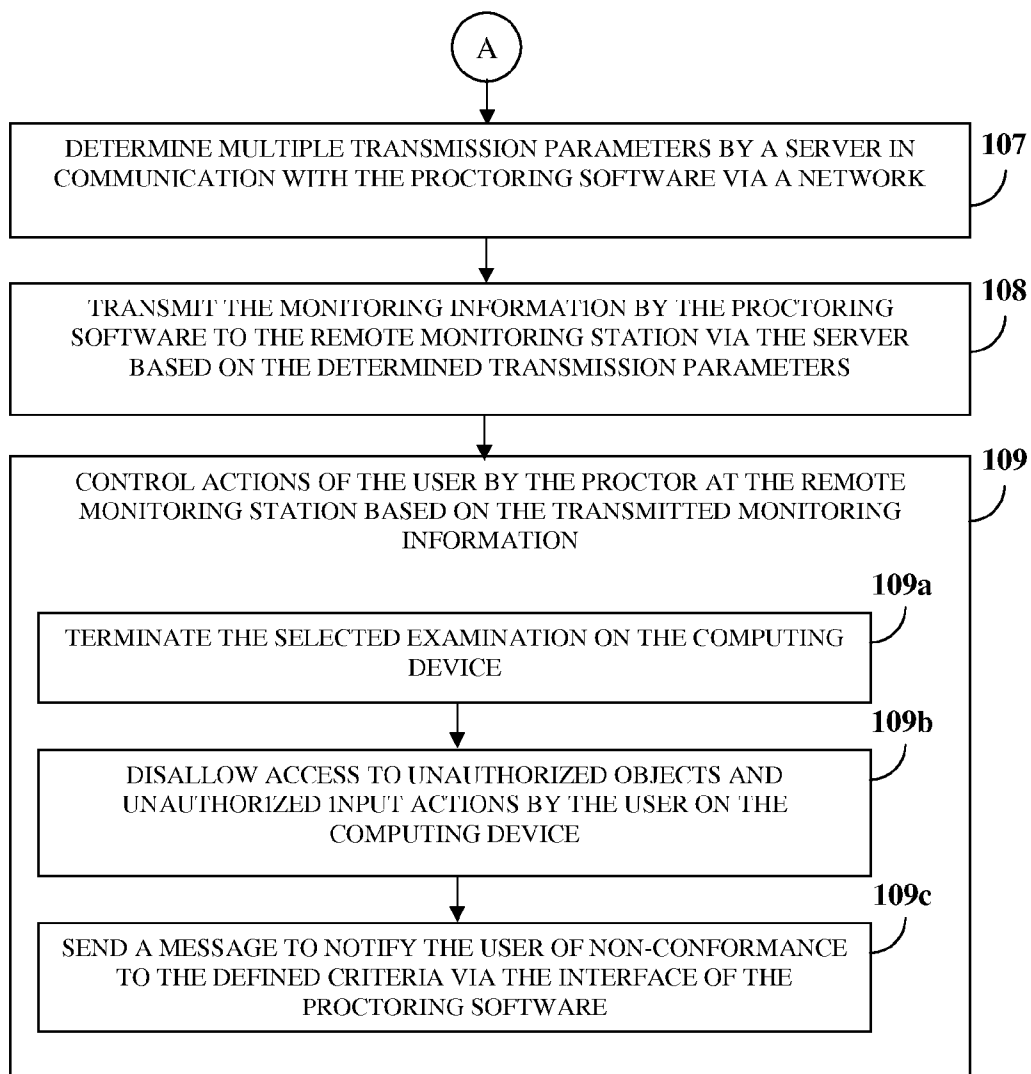 A
DETERMINE MULTIPLE TRANSMISSION PARAMETERS BY A SERVER IN
COMMUNICATION WITH THE PROCTORING SOFTWARE VIA A NETWORK
107
TRANSMIT THE MONITORING INFORMATION BY THE PROCTORING
SOFTWARE TO THE REMOTE MONITORING STATION VIA THE SERVER
BASED ON THE DETERMINED TRANSMISSION PARAMETERS
108
CONTROL ACTIONS OF THE USER BY THE PROCTOR AT THE REMOTE
MONITORING STATION BASED ON THE TRANSMITTED MONITORING
INFORMATION
109
109a
TERMINATE THE SELECTED EXAMINATION ON THE COMPUTING
DEVICE
109b
DISALLOW ACCESS TO UNAUTHORIZED OBJECTS AND
UNAUTHORIZED INPUT ACTIONS BY THE USER ON THE
COMPUTING DEVICE
109c
SEND A MESSAGE TO NOTIFY THE USER OF NON-CONFORMANCE
TO THE DEFINED CRITERIA VIA THE INTERFACE OF THE
PROCTORING SOFTWARE